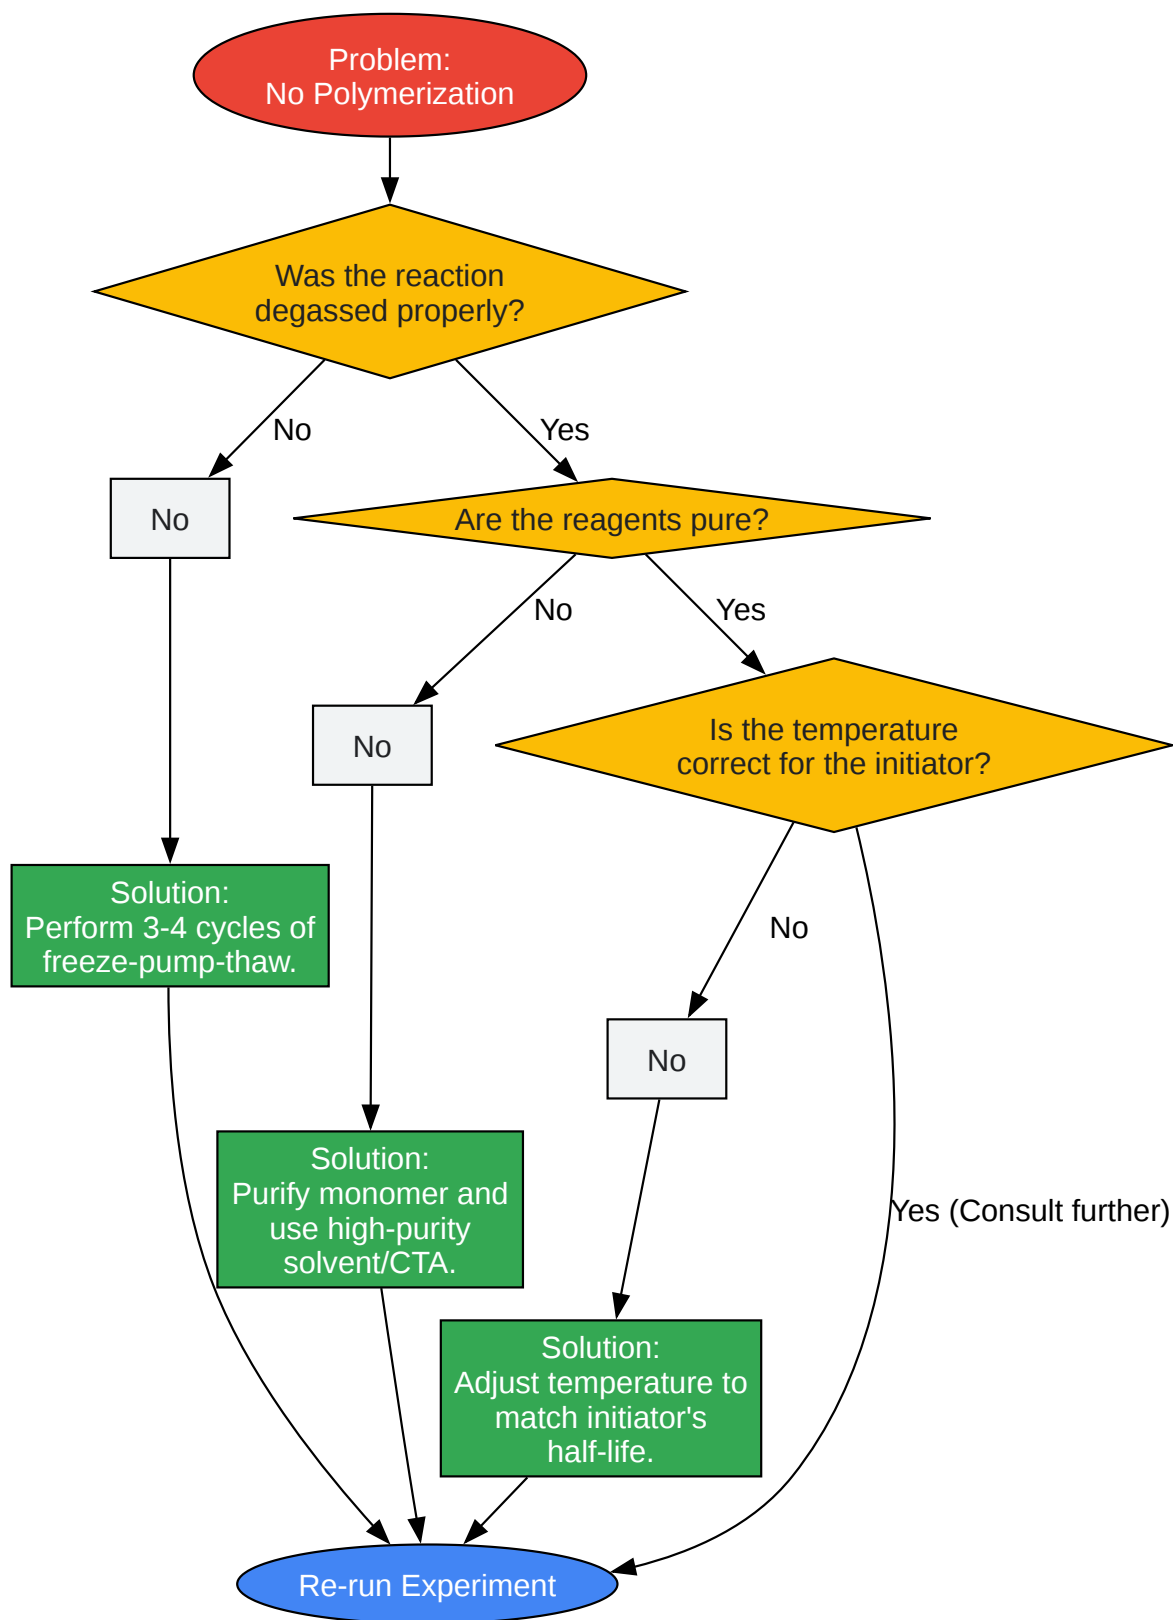 Problem:
No Polymerization
Was the reaction
degassed properly?
No
Yes
No
Are the reagents pure?
No
Yes
No
Is the temperature
correct for the initiator?
Solution:
Perform 3-4 cycles of
freeze-pump-thaw.
No
No
Solution:
Purify monomer and
use high-purity
solvent/CTA.
Yes (Consult further)
Solution:
Adjust temperature to
match initiator's
half-life.
Re-run Experiment